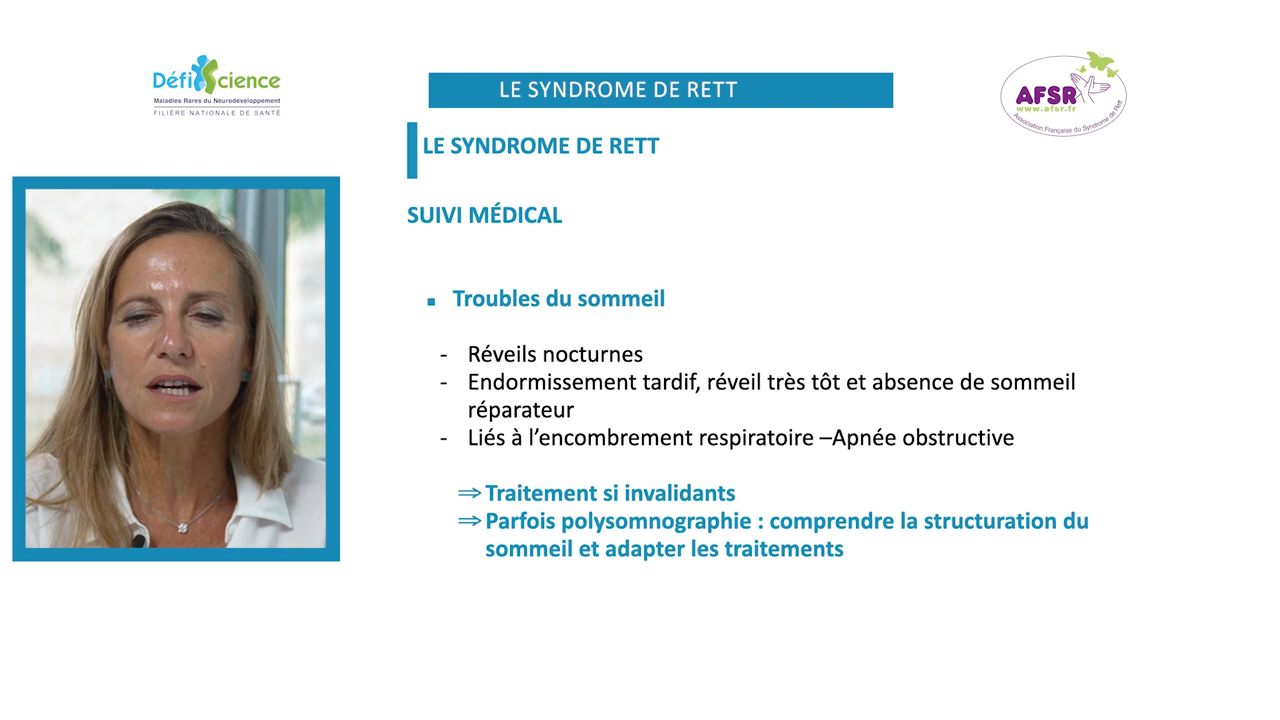 DéfiScience
Maladies Rares du Neurodéveloppement
FILIÈRE NATIONALE DE SANTÉ
LE SYNDROME DE RETT
AFSR
www.afsr.fr
Association Française du Syndrome de Rett
LE SYNDROME DE RETT
SUIVI MÉDICAL
▪ Troubles du sommeil
- Réveils nocturnes
- Endormissement tardif, réveil très tôt et absence de sommeil
réparateur
- Liés à l’encombrement respiratoire –Apnée obstructive
⇒ Traitement si invalidants
⇒ Parfois polysomnographie : comprendre la structuration du
sommeil et adapter les traitements